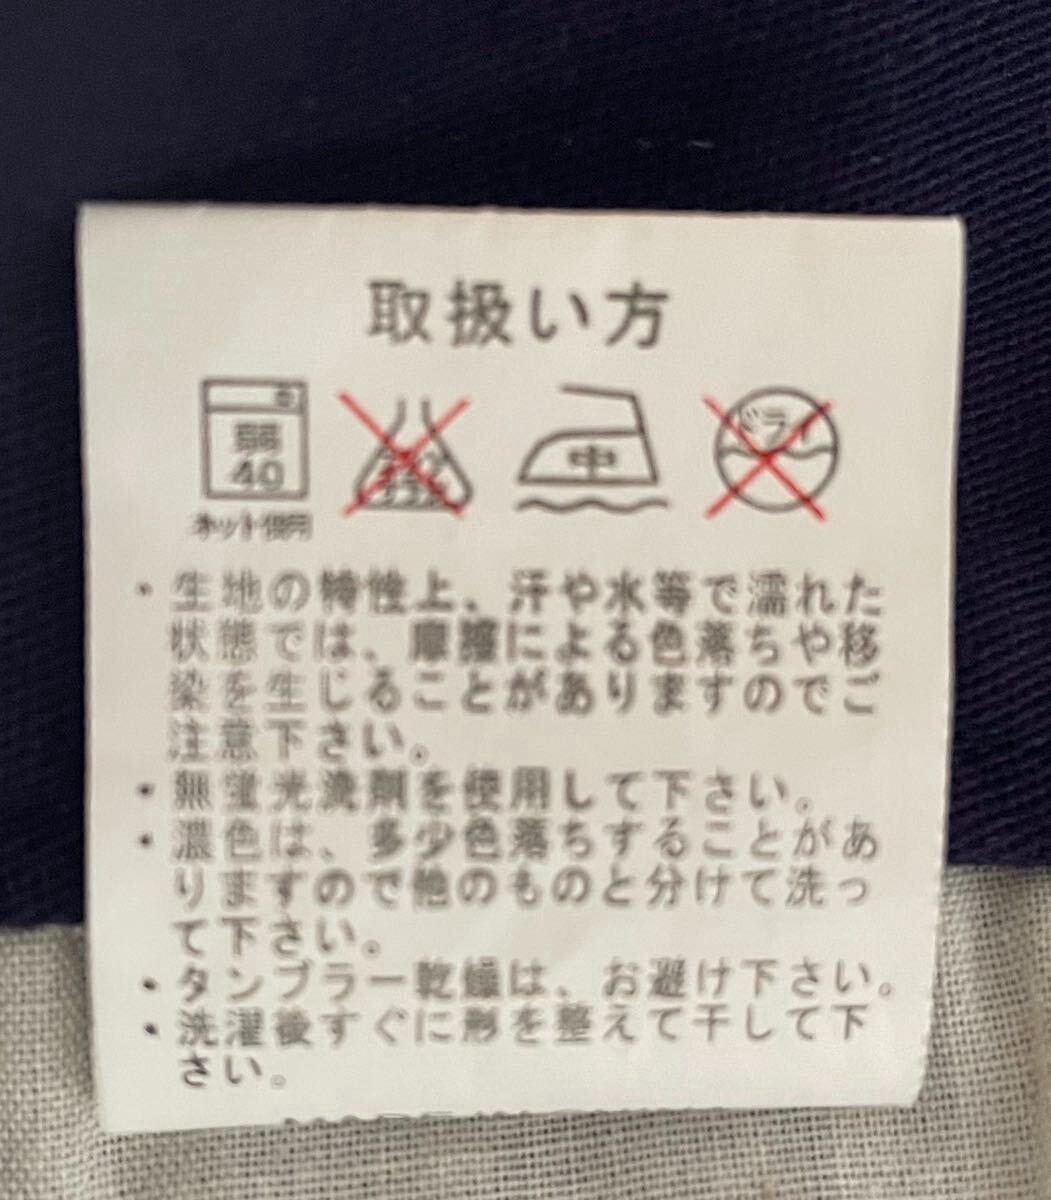 取扱い方
弱
40
中
ドライ
ネット使用
・生地の特性上、汗や水等で濡れた
状態では、摩擦による色落ちや移
染を生じることがありますのでご
注意下さい。
・無蛍光洗剤を使用して下さい。
・濃色は、多少色落ちすることがあ
りますので他のものと分けて洗っ
て下さい。
・タンブラー乾燥は、お避け下さい。
・洗濯後すぐに形を整えて干して下
さい。